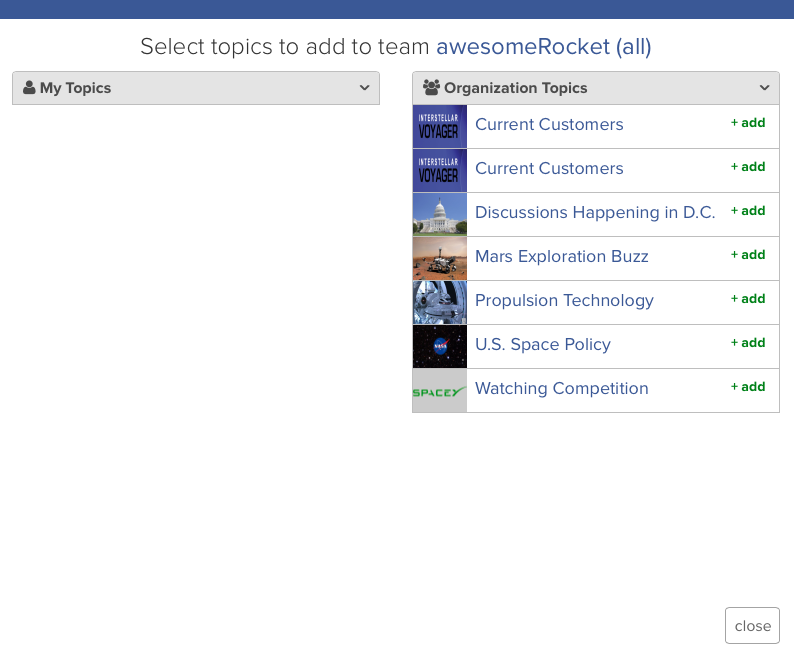 Select topics to add to team awesomeRocket (all)
My Topics
Organization Topics
INTERSTELLAR
VOYAGER
Current Customers
+ add
INTERSTELLAR
VOYAGER
Current Customers
+ add
Discussions Happening in D.C.
+ add
Mars Exploration Buzz
+ add
Propulsion Technology
+ add
NASA
U.S. Space Policy
+ add
SPACEY
Watching Competition
+ add
close